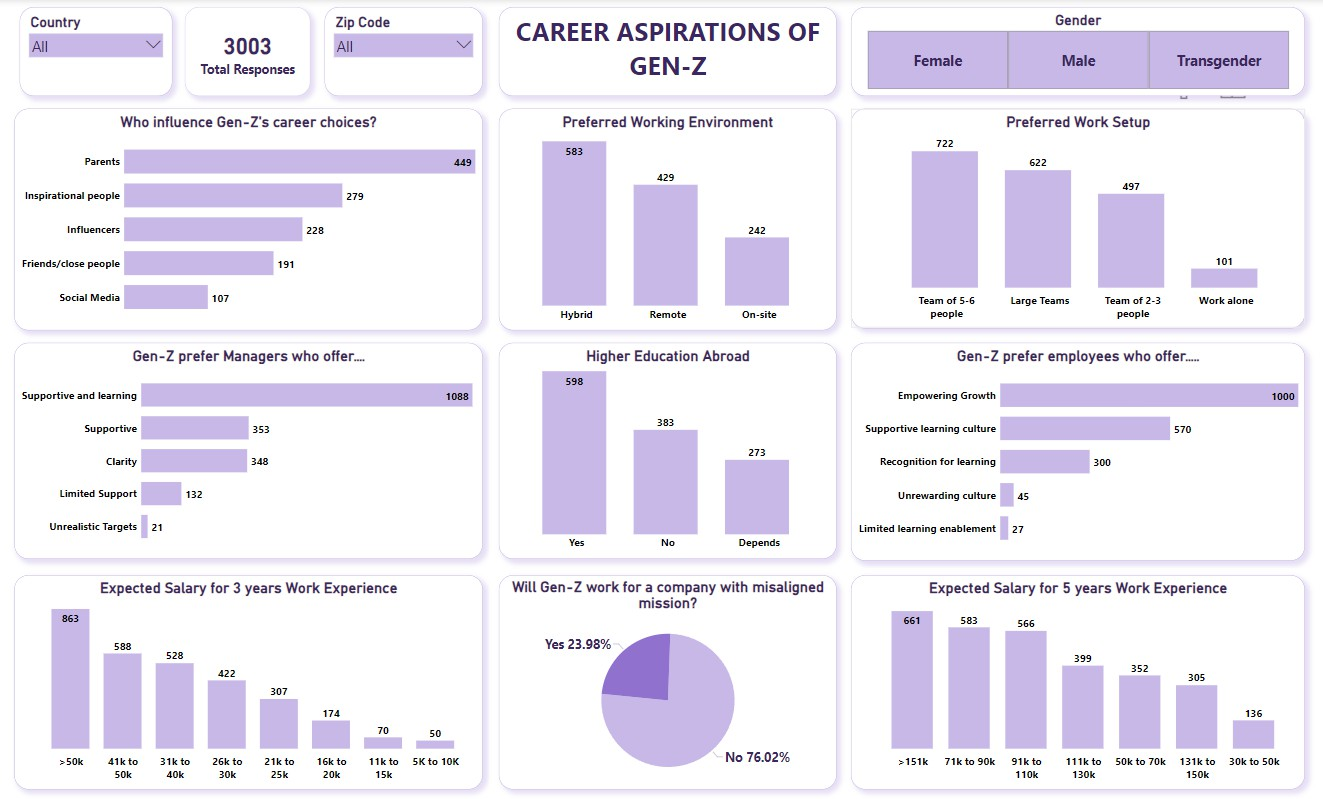 Country
All
3003
Total Responses
Zip Code
All
CAREER ASPIRATIONS OF
GEN-Z
Gender
Female
Male
Transgender
Who influence Gen-Z's career choices?
Parents
449
Inspirational people
279
Influencers
228
Friends/close people
191
Social Media
107
Preferred Working Environment
583
429
242
Hybrid
Remote
On-site
Preferred Work Setup
722
622
497
101
Team of 5-6
people
Large Teams
Team of 2-3
people
Work alone
Gen-Z prefer Managers who offer....
Supportive and learning
1088
Supportive
353
Clarity
348
Limited Support
132
Unrealistic Targets
21
Higher Education Abroad
598
383
273
Yes
No
Depends
Gen-Z prefer employees who offer.....
Empowering Growth
1000
Supportive learning culture
570
Recognition for learning
300
Unrewarding culture
45
Limited learning enablement
27
Expected Salary for 3 years Work Experience
863
588
528
422
307
174
70
50
>50k
41k to
50k
31k to
40k
26k to
30k
21k to
25k
16k to
20k
11k to
15k
5K to 10K
Will Gen-Z work for a company with misaligned
mission?
Yes 23.98%
No 76.02%
Expected Salary for 5 years Work Experience
661
583
566
399
352
305
136
>151k
71k to 90k
91k to
110k
111k to
130k
50k to 70k
131k to
150k
30k to 50k